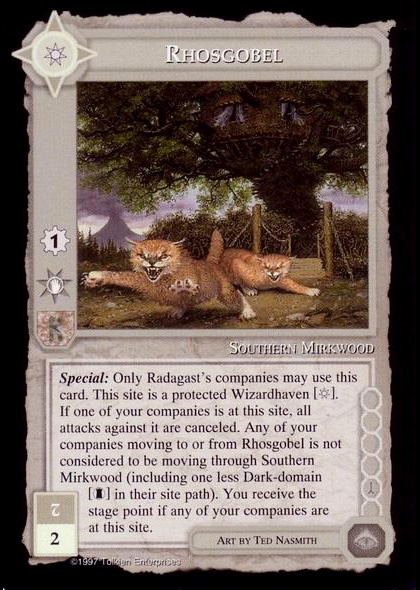 RHOSGOBEL
1
SOUTHERN MIRKWOOD
Special: Only Radagast's companies may use this
card. This site is a protected Wizardhaven [ ].
If one of your companies is at this site, all
attacks against it are canceled. Any of your
companies moving to or from Rhosgobel is not
considered to be moving through Southern
Mirkwood (including one less Dark-domain
[ ] in their site path). You receive the
stage point if any of your companies are
at this site.
2
2
ART BY TED NASMITH
©1997 Tolkien Enterprises